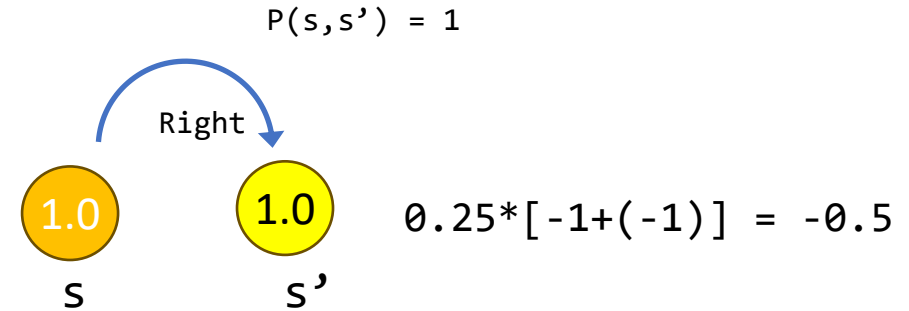 P(s,s’) = 1
Right
1.0 1.0 0.25*[-1+(-1)] = -0.5
s s’